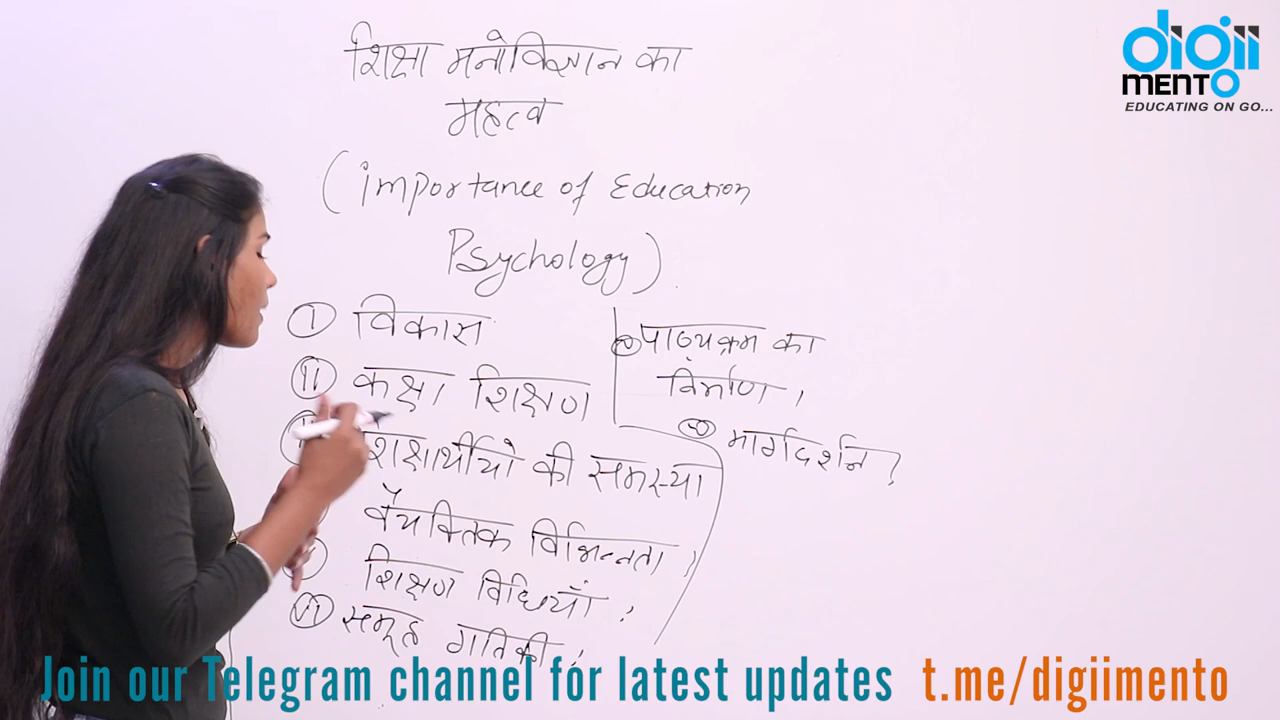 शिक्षा मनोविज्ञान का
महत्व
(importance of Education
Psychology).
I विकास
II कक्षा शिक्षण
शिक्षार्थीयो की समस्या
वैयक्तिक विभिन्नता,
शिक्षण विधियाँ,
VI समूह गतिकी,
पाठ्यक्रम का
निर्माण,
मार्गदर्शन,
digii
MENTO
EDUCATING ON GO...
Join our Telegram channel for latest updates t.me/digiimento